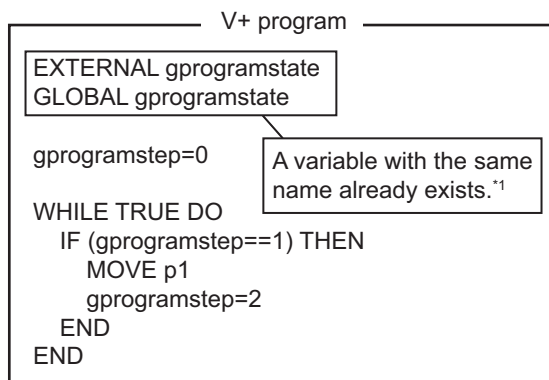 V+ program
EXTERNAL gprogramstate
GLOBAL gprogramstate
gprogramstep=0
A variable with the same
name already exists.*1
WHILE TRUE DO
IF (gprogramstep==1) THEN
MOVE p1
gprogramstep=2
END
END